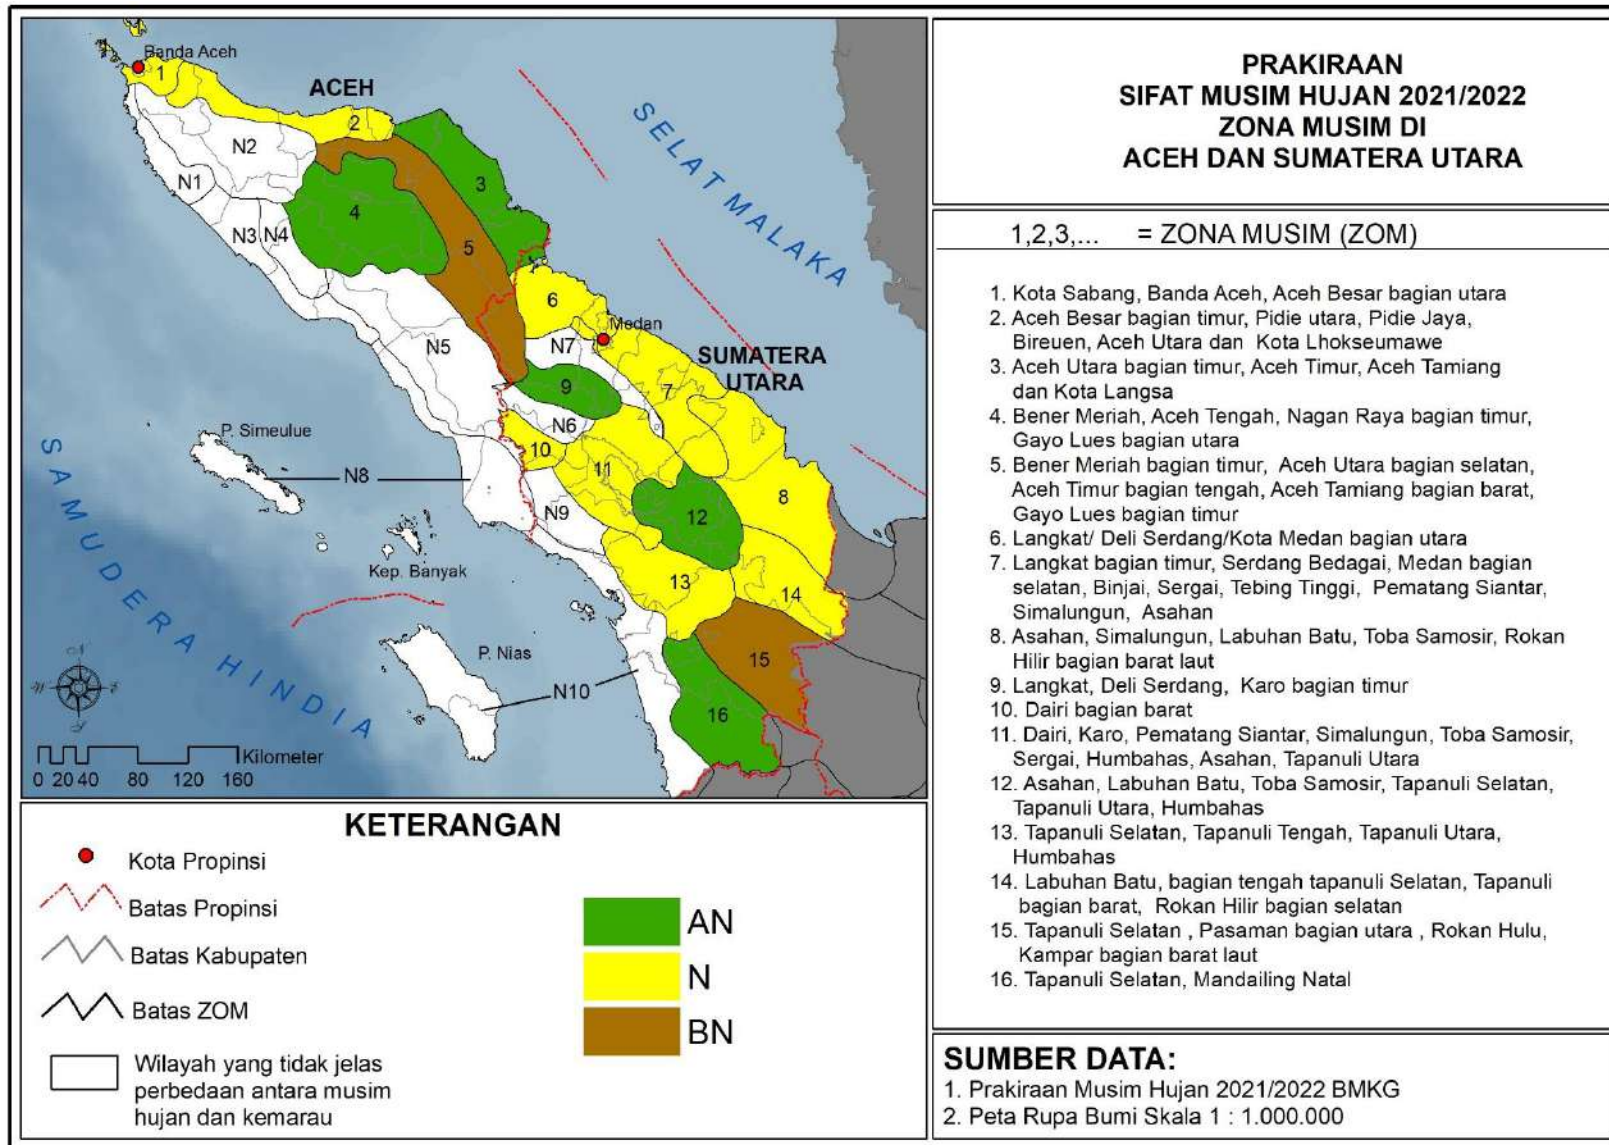 Banda Aceh
1
ACEH
2
N2
N1
3
4
N3
N4
5
SELAT MALAKA
6
Medan
N7
N5
SUMATERA
UTARA
7
9
N6
10
11
P. Simeulue
N8
8
12
N9
Kep. Banyak
13
14
P. Nias
15
N10
16
SAMUDERA HINDIA
Kilometer
0 20 40 80 120 160
PRAKIRAAN
SIFAT MUSIM HUJAN 2021/2022
ZONA MUSIM DI
ACEH DAN SUMATERA UTARA
1,2,3,... = ZONA MUSIM (ZOM)
1. Kota Sabang, Banda Aceh, Aceh Besar bagian utara
2. Aceh Besar bagian timur, Pidie utara, Pidie Jaya,
Bireuen, Aceh Utara dan Kota Lhokseumawe
3. Aceh Utara bagian timur, Aceh Timur, Aceh Tamiang
dan Kota Langsa
4. Bener Meriah, Aceh Tengah, Nagan Raya bagian timur,
Gayo Lues bagian utara
5. Bener Meriah bagian timur, Aceh Utara bagian selatan,
Aceh Timur bagian tengah, Aceh Tamiang bagian barat,
Gayo Lues bagian timur
6. Langkat/ Deli Serdang/Kota Medan bagian utara
7. Langkat bagian timur, Serdang Bedagai, Medan bagian
selatan, Binjai, Sergai, Tebing Tinggi, Pematang Siantar,
Simalungun, Asahan
8. Asahan, Simalungun, Labuhan Batu, Toba Samosir, Rokan
Hilir bagian barat laut
9. Langkat, Deli Serdang, Karo bagian timur
10. Dairi bagian barat
11. Dairi, Karo, Pematang Siantar, Simalungun, Toba Samosir,
Sergai, Humbahas, Asahan, Tapanuli Utara
12. Asahan, Labuhan Batu, Toba Samosir, Tapanuli Selatan,
Tapanuli Utara, Humbahas
13. Tapanuli Selatan, Tapanuli Tengah, Tapanuli Utara,
Humbahas
14. Labuhan Batu, bagian tengah tapanuli Selatan, Tapanuli
bagian barat, Rokan Hilir bagian selatan
15. Tapanuli Selatan , Pasaman bagian utara , Rokan Hulu,
Kampar bagian barat laut
16. Tapanuli Selatan, Mandailing Natal
KETERANGAN
Kota Propinsi
Batas Propinsi
Batas Kabupaten
Batas ZOM
Wilayah yang tidak jelas
perbedaan antara musim
hujan dan kemarau
AN
N
BN
SUMBER DATA:
1. Prakiraan Musim Hujan 2021/2022 BMKG
2. Peta Rupa Bumi Skala 1 : 1.000.000